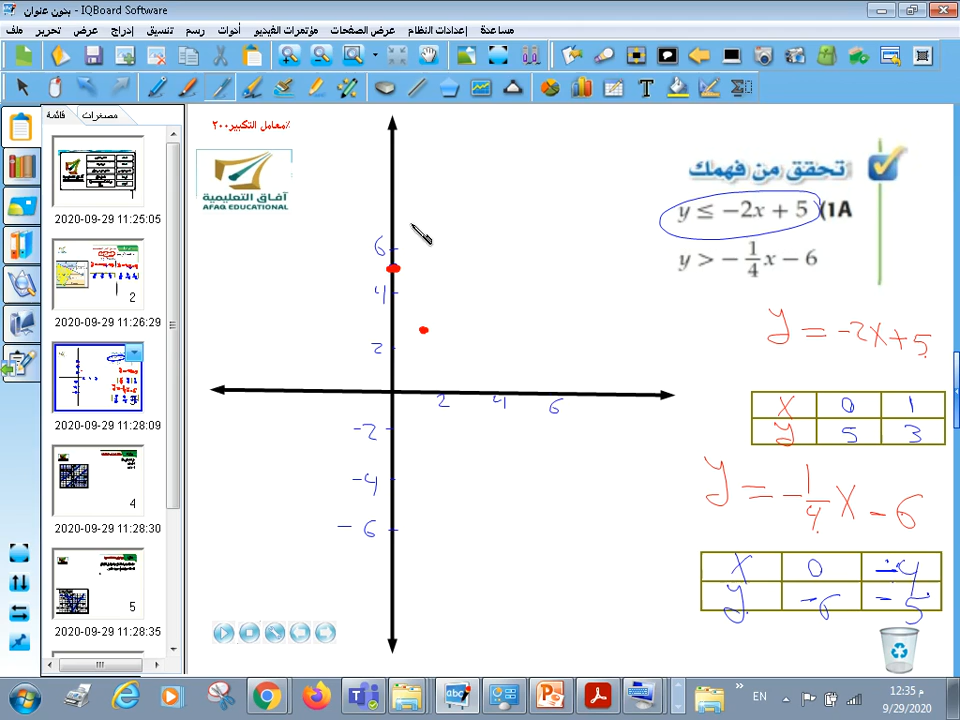 بدون عنوان - IQBoard Software
ملف تحرير عرض إدراج تنسيق رسم أدوات مؤتمرات الفيديو عرض الصفحات إعدادات النظام مساعدة
قائمة مصغرات
2020-09-29 11:25:05
2
2020-09-29 11:26:29
2020-09-29 11:28:09
4
2020-09-29 11:28:30
5
2020-09-29 11:28:35
معامل التكبير٢٠٠٪
آفاق التعليمية
AFAQ EDUCATIONAL
تحقق من فهمك
y ≤ −2x + 5 (1A
y > − 1/4 x − 6
y = -2x+5
x 0 1
y 5 3
y = -1/4 x - 6
x 0 -4
y -6 -5
6
4
2
2 4 6
-2
-4
-6
EN
12:35 م
9/29/2020